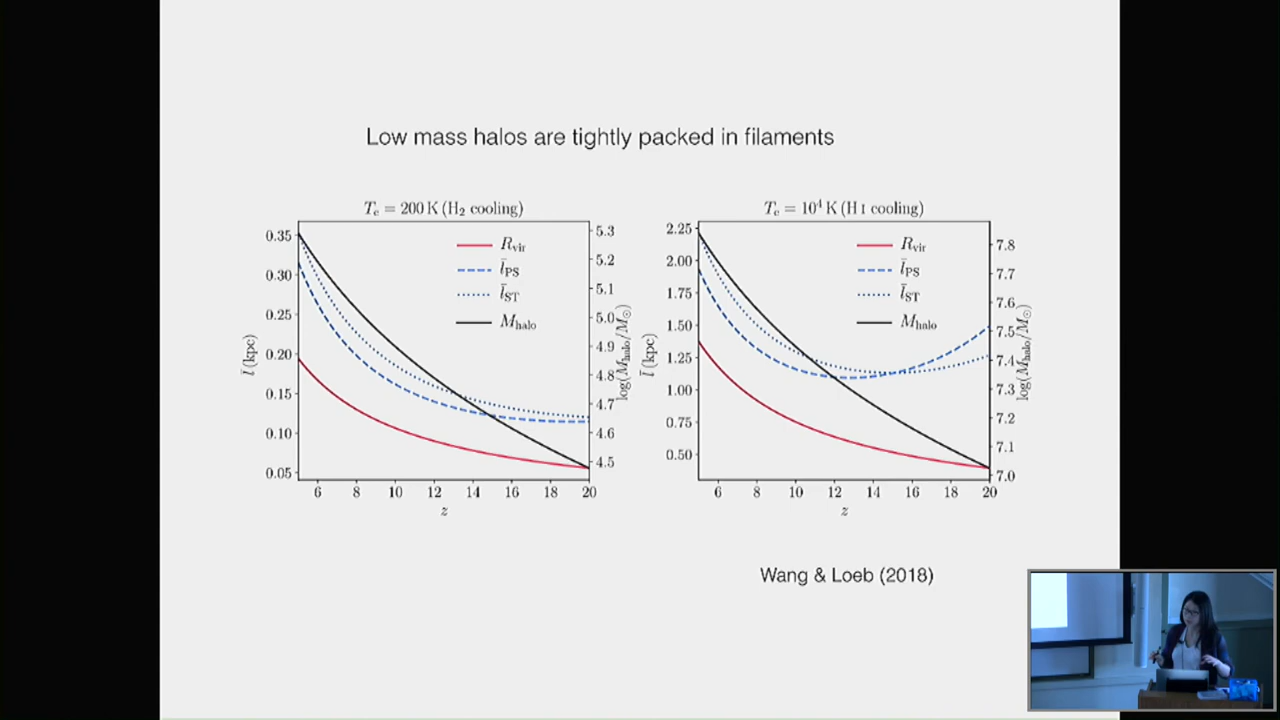 Low mass halos are tightly packed in filaments
T_c = 200 K (H₂ cooling)
0.35
0.30
0.25
0.20
0.15
0.10
0.05
l̄ (kpc)
R_vir
l̄_PS
l̄_ST
M_halo
5.3
5.2
5.1
5.0
4.9
4.8
4.7
4.6
4.5
log(M_halo/M_⊙)
6 8 10 12 14 16 18 20
z
T_c = 10⁴ K (H I cooling)
2.25
2.00
1.75
1.50
1.25
1.00
0.75
0.50
l̄ (kpc)
R_vir
l̄_PS
l̄_ST
M_halo
7.8
7.7
7.6
7.5
7.4
7.3
7.2
7.1
7.0
log(M_halo/M_⊙)
6 8 10 12 14 16 18 20
z
Wang & Loeb (2018)